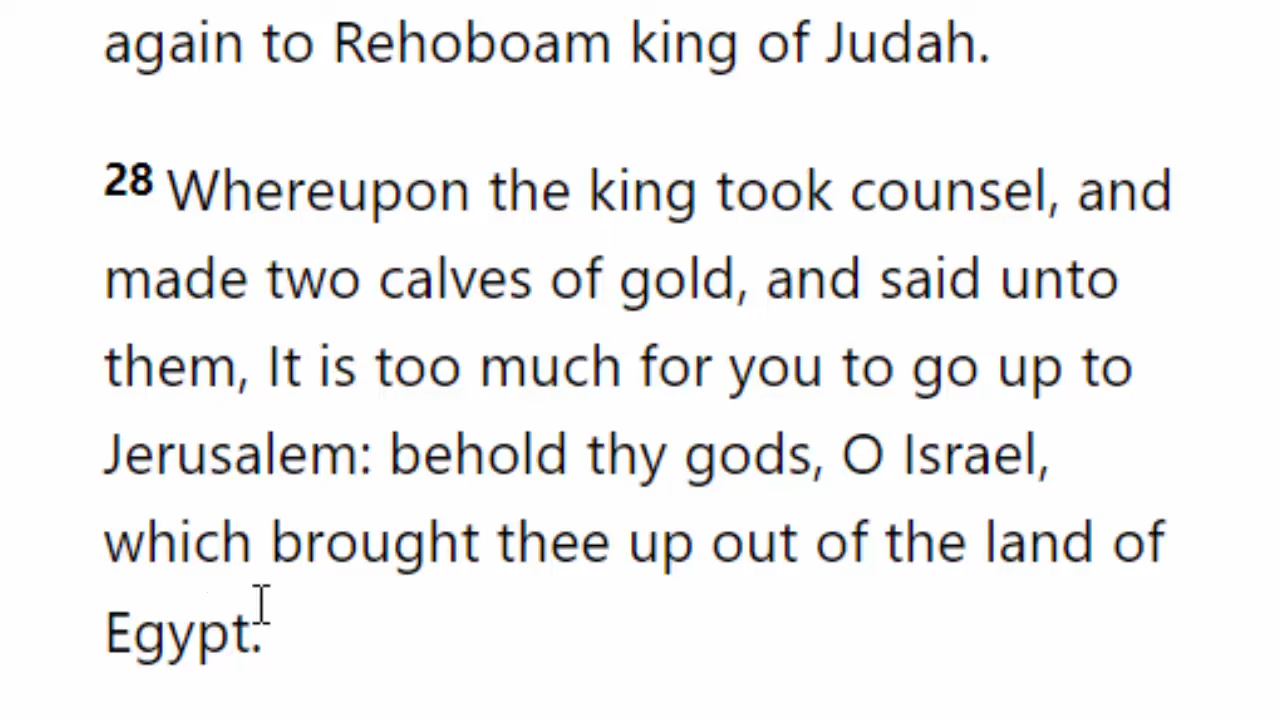 again to Rehoboam king of Judah.
28 Whereupon the king took counsel, and
made two calves of gold, and said unto
them, It is too much for you to go up to
Jerusalem: behold thy gods, O Israel,
which brought thee up out of the land of
Egypt.